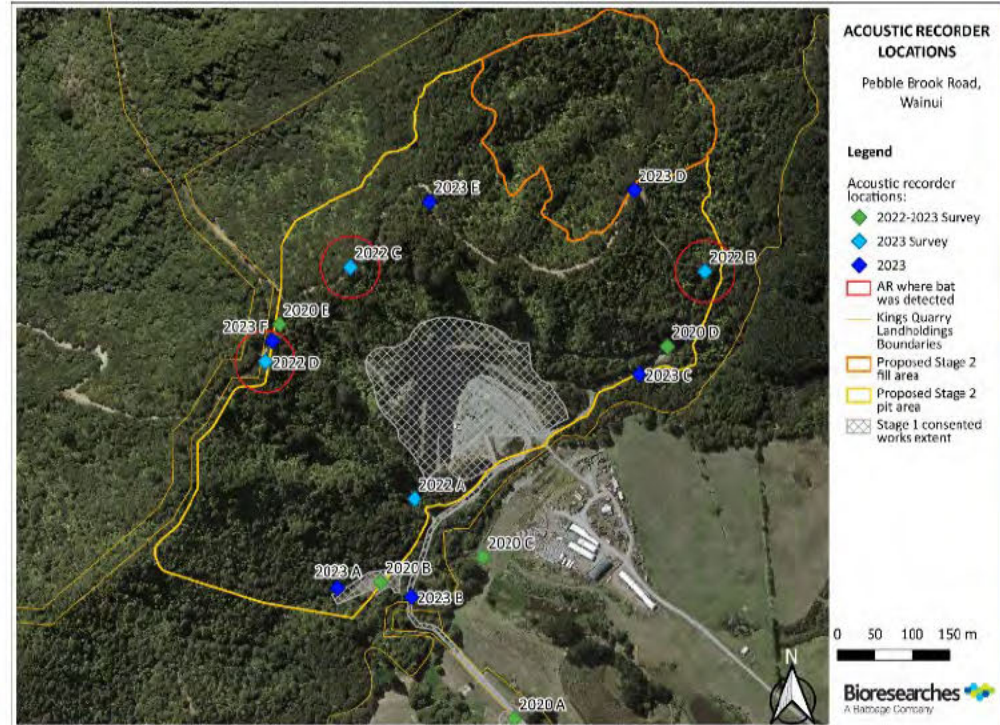 ACOUSTIC RECORDER
LOCATIONS
Pebble Brook Road,
Wainui
Legend
Acoustic recorder
locations:
2022-2023 Survey
2023 Survey
2023
AR where bat
was detected
Kings Quarry
Landholdings
Boundaries
Proposed Stage 2
fill area
Proposed Stage 2
pit area
Stage 1 consented
works extent
2023 E
2023 D
2022 C
2022 B
2020 E
2023 F
2020 D
2022 D
2023 C
2022 A
2020 C
2023 A
2020 B
2023 B
2020 A
0 50 100 150 m
N
Bioresearches
A Babbage Company